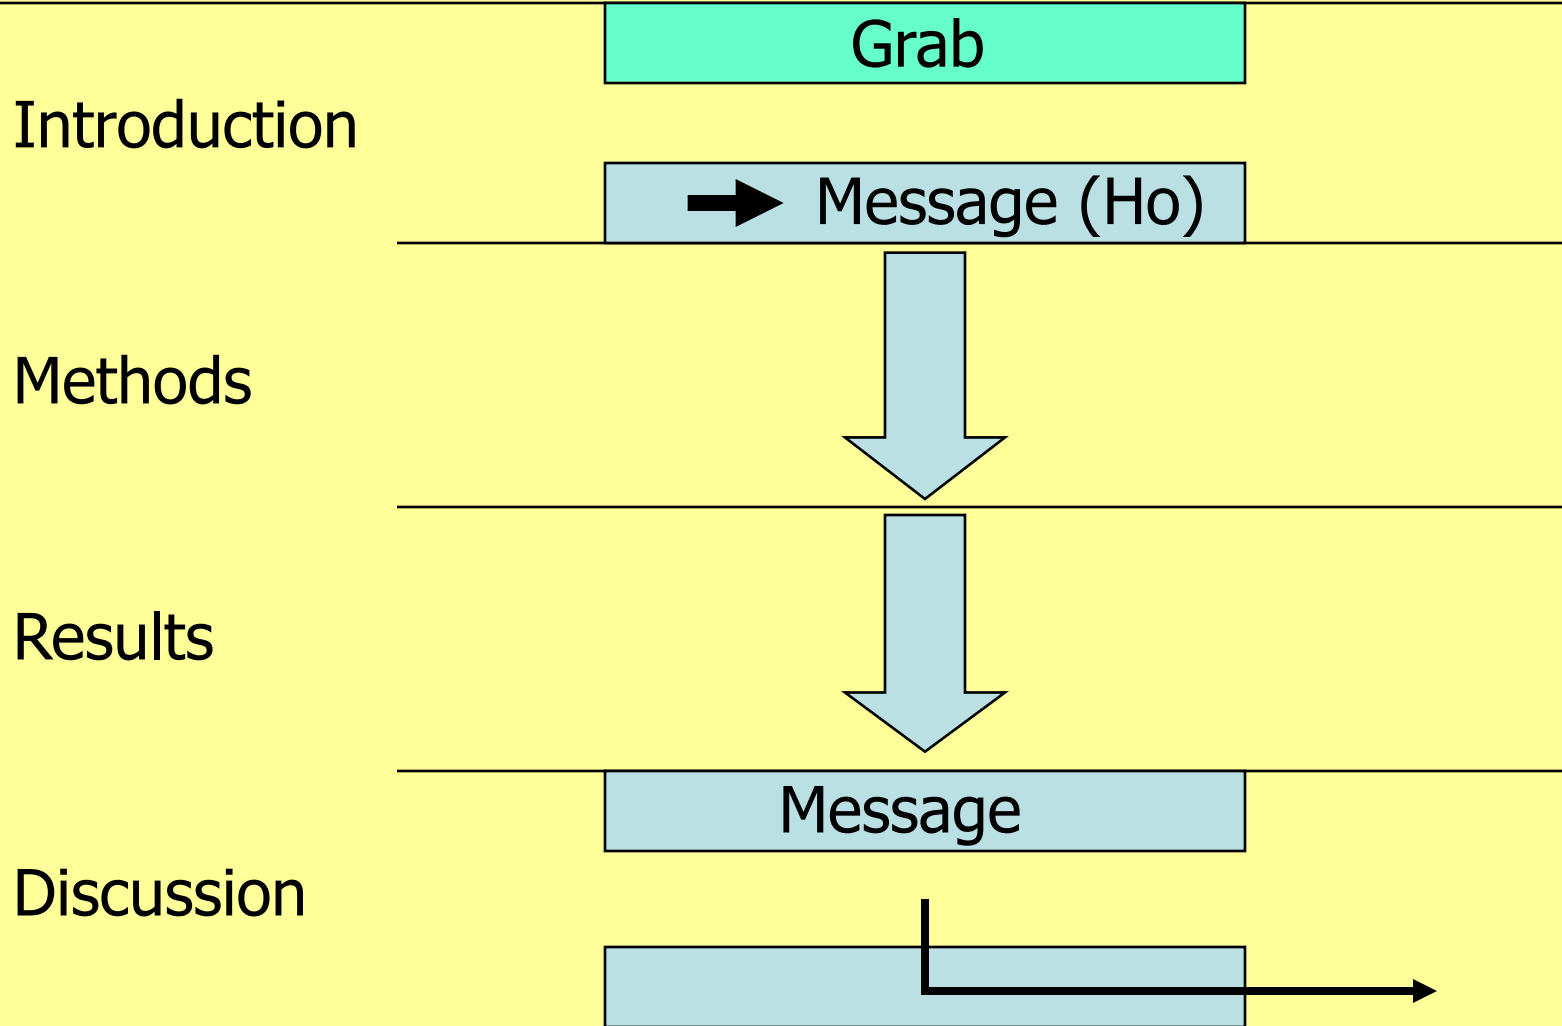 Grab
Introduction
Message (Ho)
Methods
Results
Message
Discussion